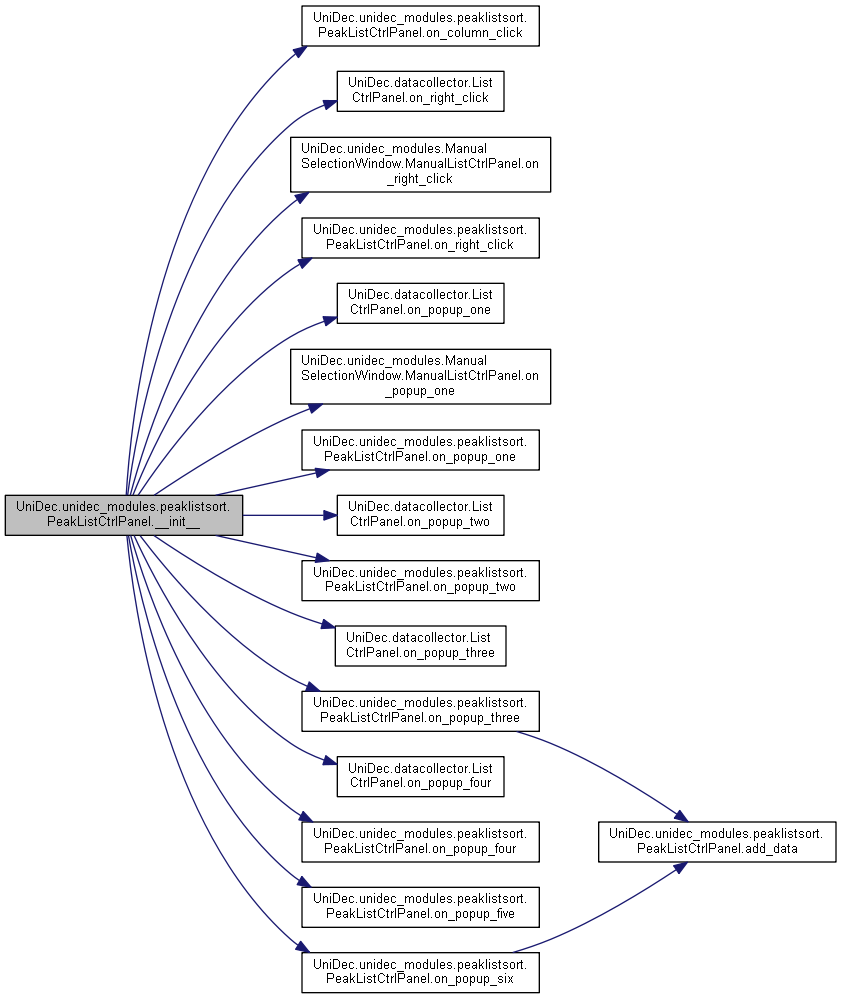 UniDec.unidec_modules.peaklistsort.
PeakListCtrlPanel.on_column_click
UniDec.datacollector.List
CtrlPanel.on_right_click
UniDec.unidec_modules.Manual
SelectionWindow.ManualListCtrlPanel.on
_right_click
UniDec.unidec_modules.peaklistsort.
PeakListCtrlPanel.on_right_click
UniDec.datacollector.List
CtrlPanel.on_popup_one
UniDec.unidec_modules.Manual
SelectionWindow.ManualListCtrlPanel.on
_popup_one
UniDec.unidec_modules.peaklistsort.
PeakListCtrlPanel.on_popup_one
UniDec.unidec_modules.peaklistsort.
PeakListCtrlPanel.__init__
UniDec.datacollector.List
CtrlPanel.on_popup_two
UniDec.unidec_modules.peaklistsort.
PeakListCtrlPanel.on_popup_two
UniDec.datacollector.List
CtrlPanel.on_popup_three
UniDec.unidec_modules.peaklistsort.
PeakListCtrlPanel.on_popup_three
UniDec.datacollector.List
CtrlPanel.on_popup_four
UniDec.unidec_modules.peaklistsort.
PeakListCtrlPanel.on_popup_four
UniDec.unidec_modules.peaklistsort.
PeakListCtrlPanel.add_data
UniDec.unidec_modules.peaklistsort.
PeakListCtrlPanel.on_popup_five
UniDec.unidec_modules.peaklistsort.
PeakListCtrlPanel.on_popup_six